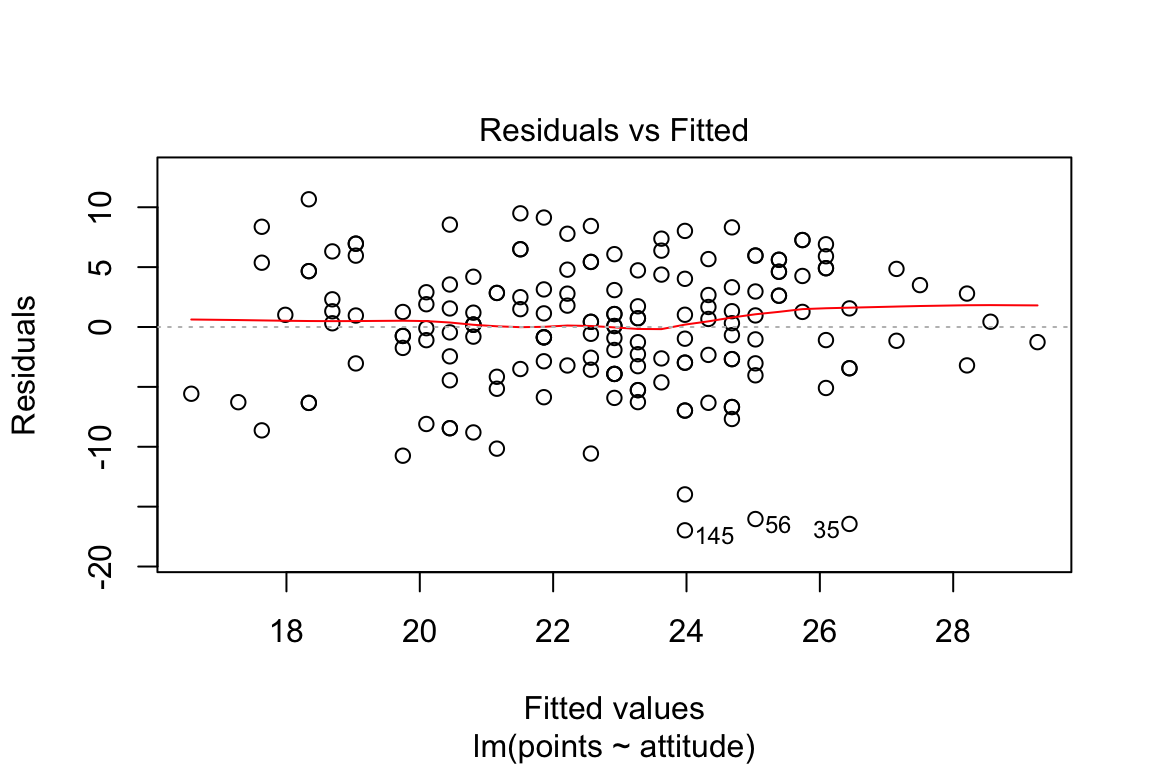 Residuals vs Fitted
Residuals
10
5
0
-10
-20
145
56
35
18 20 22 24 26 28
Fitted values
lm(points ~ attitude)